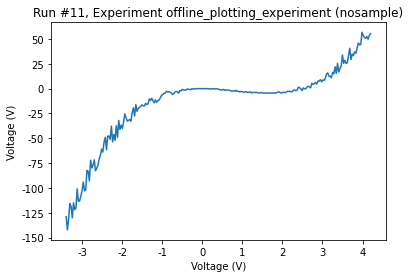 Run #11, Experiment offline_plotting_experiment (nosample)
Voltage (V)
50
25
0
-25
-50
-75
-100
-125
-150
-3 -2 -1 0 1 2 3 4
Voltage (V)